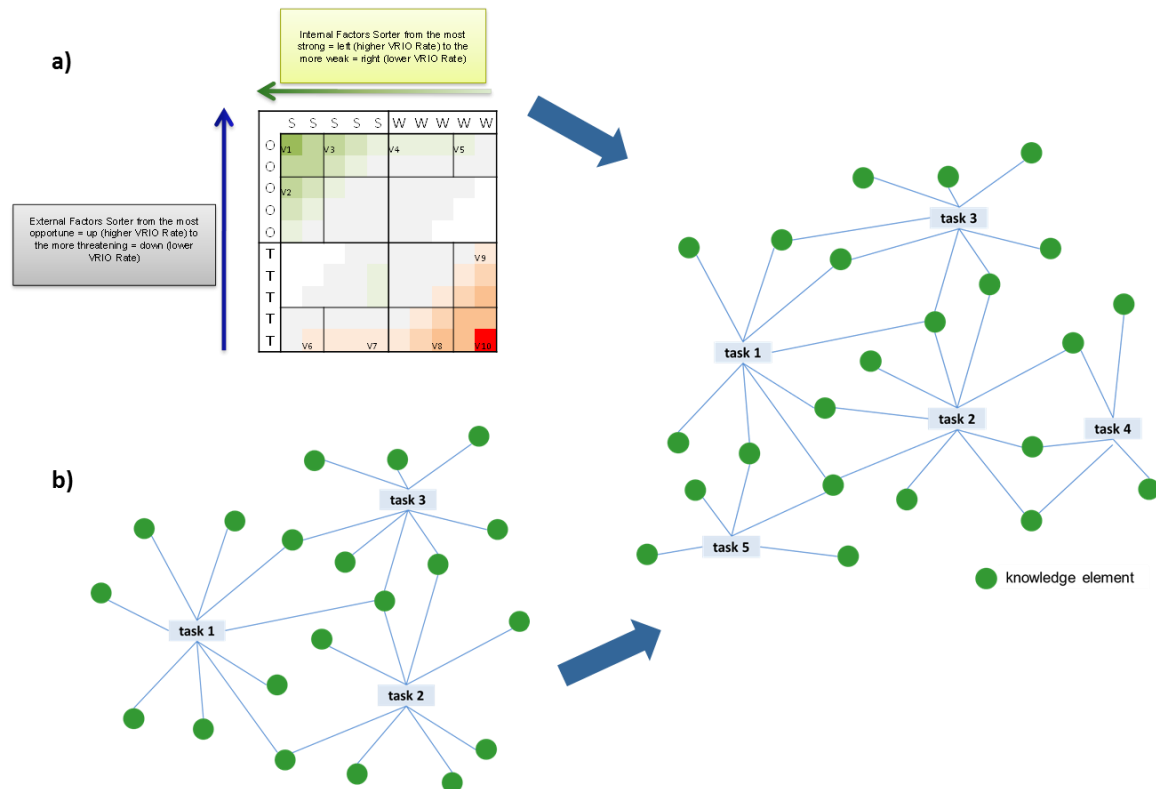 a)
Internal Factors Sorter from the most
strong = left (higher VRIO Rate) to the
more weak = right (lower VRIO Rate)
S S S S S W W W W W
O V1 V3 V4 V5
O
O V2
O
O
T V9
T
T
T
T V6 V7 V8 V10
External Factors Sorter from the most
opportune = up (higher VRIO Rate) to
the more threatening = down (lower
VRIO Rate)
task 3
task 1
task 2
task 4
task 5
knowledge element
b)
task 3
task 1
task 2